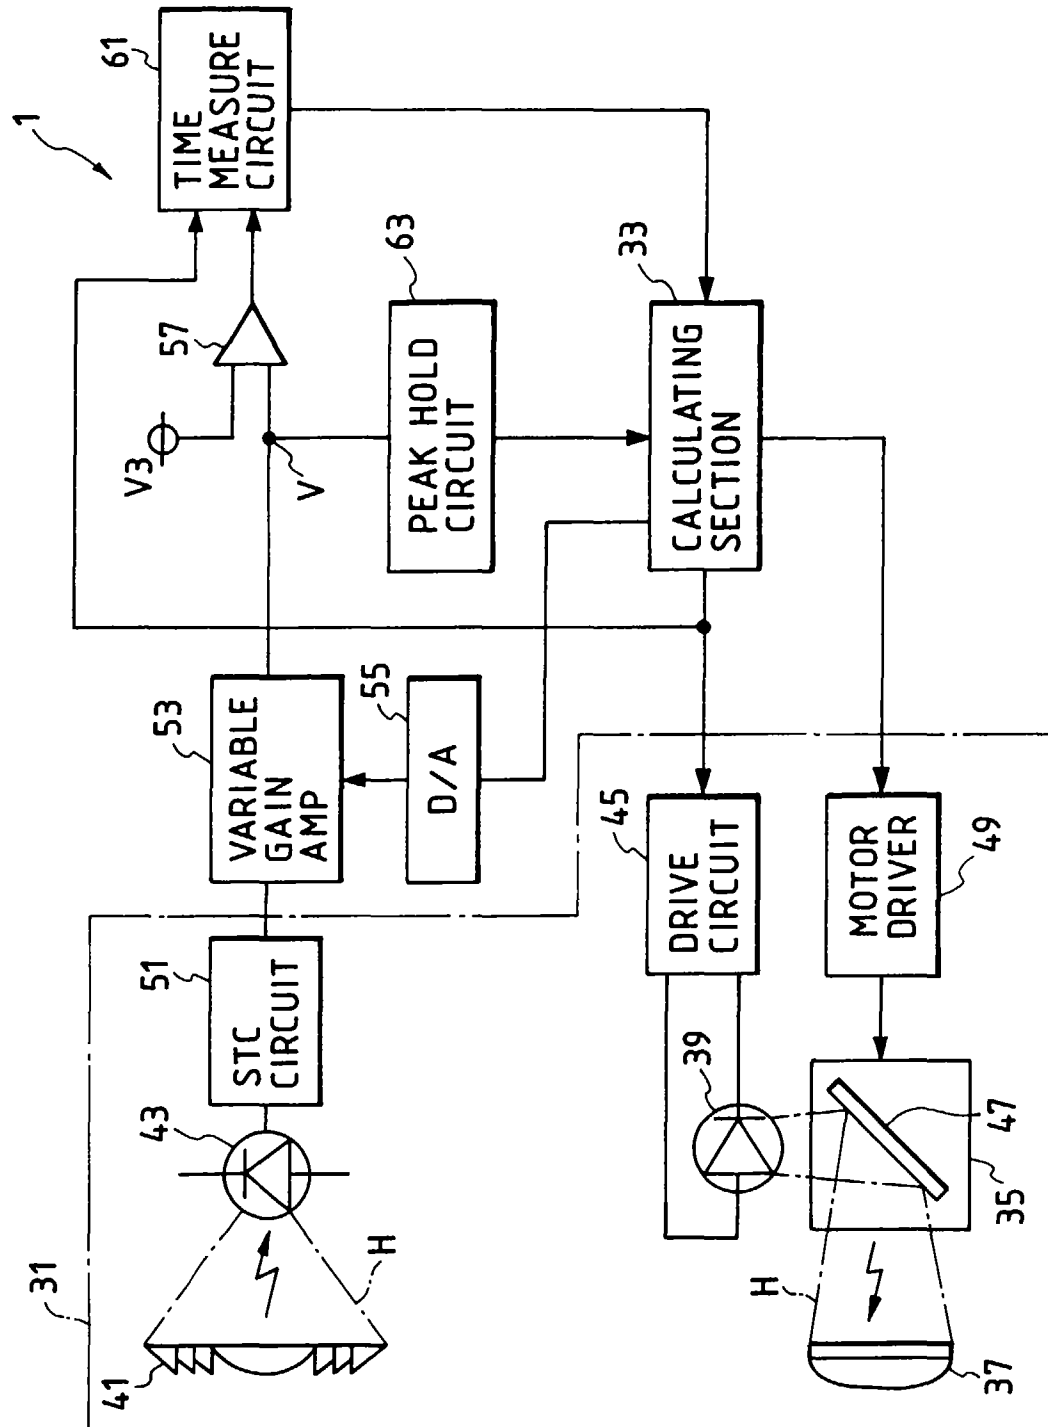 1
31
41
H
43
51
STC
CIRCUIT
53
VARIABLE
GAIN
AMP
55
D/A
V3
V
57
61
TIME
MEASURE
CIRCUIT
63
PEAK HOLD
CIRCUIT
33
CALCULATING
SECTION
45
DRIVE
CIRCUIT
39
49
MOTOR
DRIVER
47
35
H
37